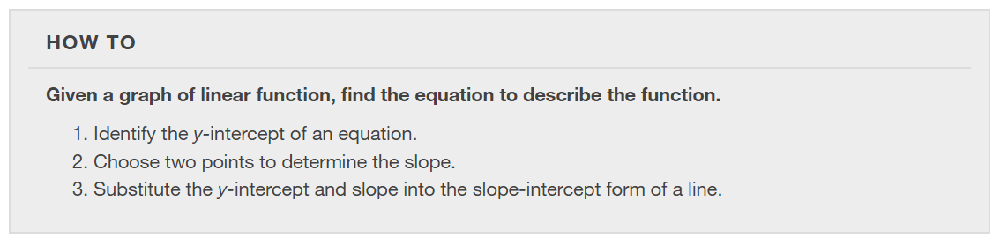 HOW TO
Given a graph of linear function, find the equation to describe the function.
1. Identify the y-intercept of an equation.
2. Choose two points to determine the slope.
3. Substitute the y-intercept and slope into the slope-intercept form of a line.